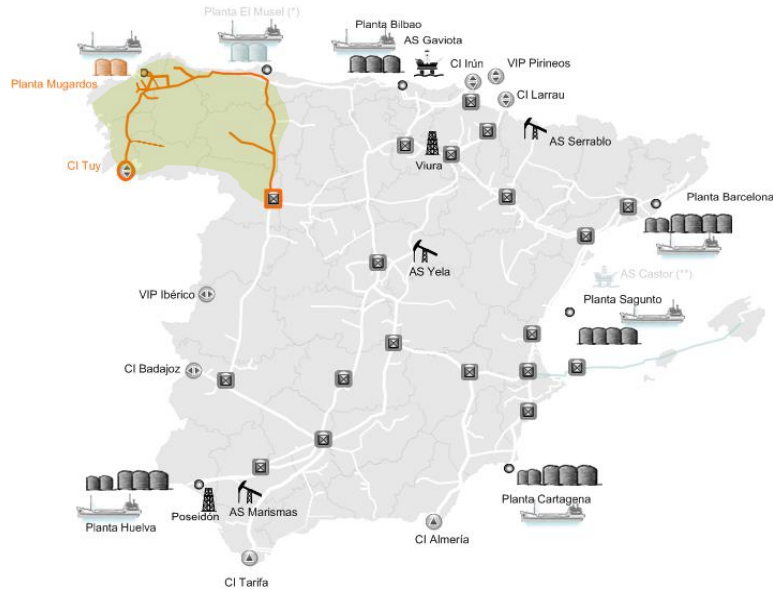 Planta El Musel (*)
Planta Bilbao
AS Gaviota
CI Irún
VIP Pirineos
CI Larrau
Planta Mugardos
AS Serrablo
Viura
CI Tuy
Planta Barcelona
AS Yela
AS Castor (**)
VIP Ibérico
Planta Sagunto
CI Badajoz
Planta Cartagena
Poseidón
AS Marismas
Planta Huelva
CI Almería
CI Tarifa